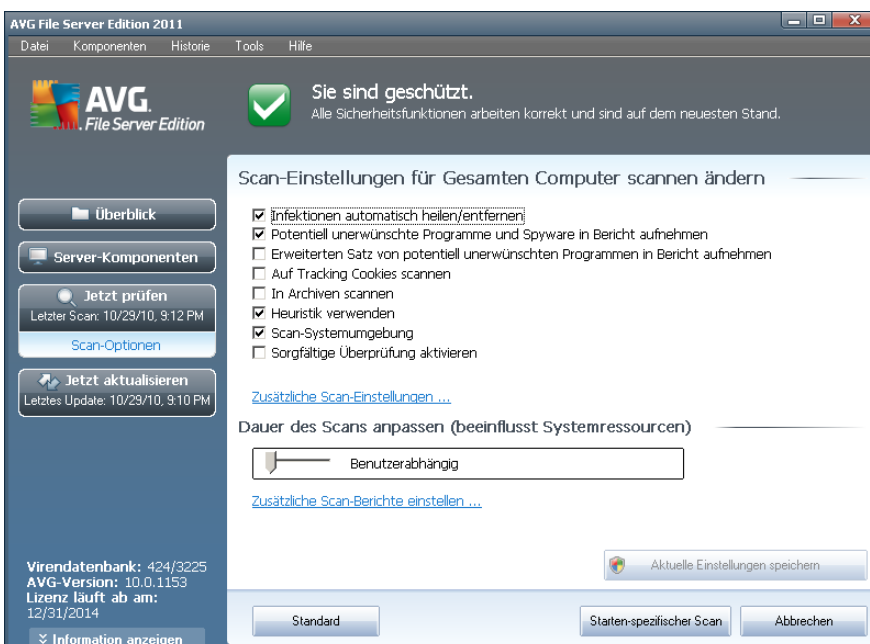 AVG File Server Edition 2011
Datei Komponenten Historie Tools Hilfe
AVG.
File Server Edition
Sie sind geschützt.
Alle Sicherheitsfunktionen arbeiten korrekt und sind auf dem neuesten Stand.
Überblick
Server-Komponenten
Jetzt prüfen
Letzter Scan: 10/29/10, 9:12 PM
Scan-Optionen
Jetzt aktualisieren
Letztes Update: 10/29/10, 9:10 PM
Virendatenbank: 424/3225
AVG-Version: 10.0.1153
Lizenz läuft ab am:
12/31/2014
Information anzeigen
Scan-Einstellungen für Gesamten Computer scannen ändern
Infektionen automatisch heilen/entfernen
Potentiell unerwünschte Programme und Spyware in Bericht aufnehmen
Erweiterten Satz von potentiell unerwünschten Programmen in Bericht aufnehmen
Auf Tracking Cookies scannen
In Archiven scannen
Heuristik verwenden
Scan-Systemumgebung
Sorgfältige Überprüfung aktivieren
Zusätzliche Scan-Einstellungen ...
Dauer des Scans anpassen (beeinflusst Systemressourcen)
Benutzerabhängig
Zusätzliche Scan-Berichte einstellen ...
Aktuelle Einstellungen speichern
Standard
Starten-spezifischer Scan
Abbrechen